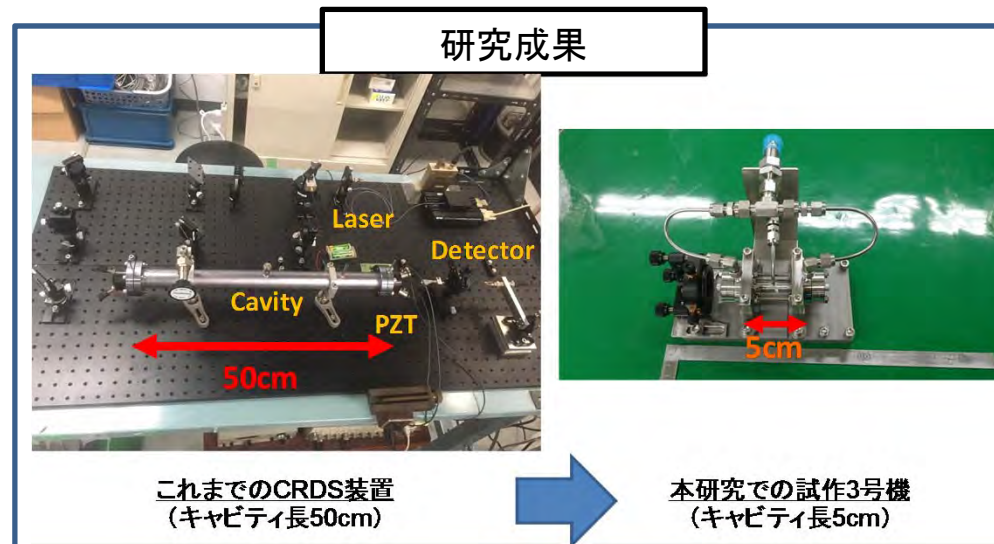 研究成果
Laser
Detector
Cavity
PZT
50cm
5cm
これまでのCRDS装置
（キャビティ長50cm）
本研究での試作3号機
（キャビティ長5cm）